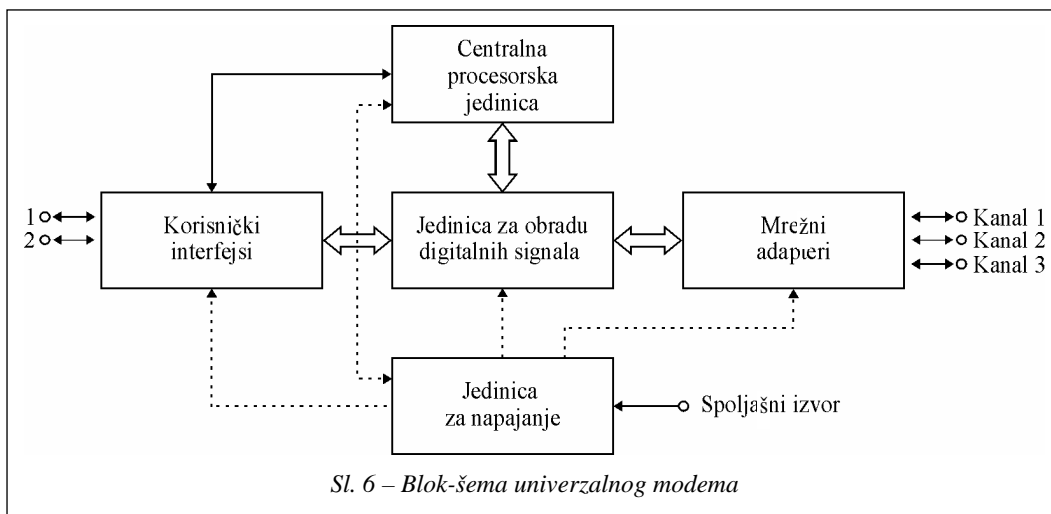 Centralna
procesorska
jedinica
1
2
Korisnički
interfejsi
Jedinica za obradu
digitalnih signala
Mrežni
adapteri
Kanal 1
Kanal 2
Kanal 3
Jedinica
za napajanje
Spoljašni izvor
Sl. 6 – Blok-šema univerzalnog modema